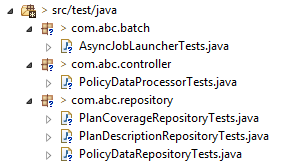 > src/test/java
> com.abc.batch
AsyncJobLauncherTests.java
> com.abc.controller
PolicyDataProcessorTests.java
> com.abc.repository
PlanCoverageRepositoryTests.java
PlanDescriptionRepositoryTests.java
PolicyDataRepositoryTests.java